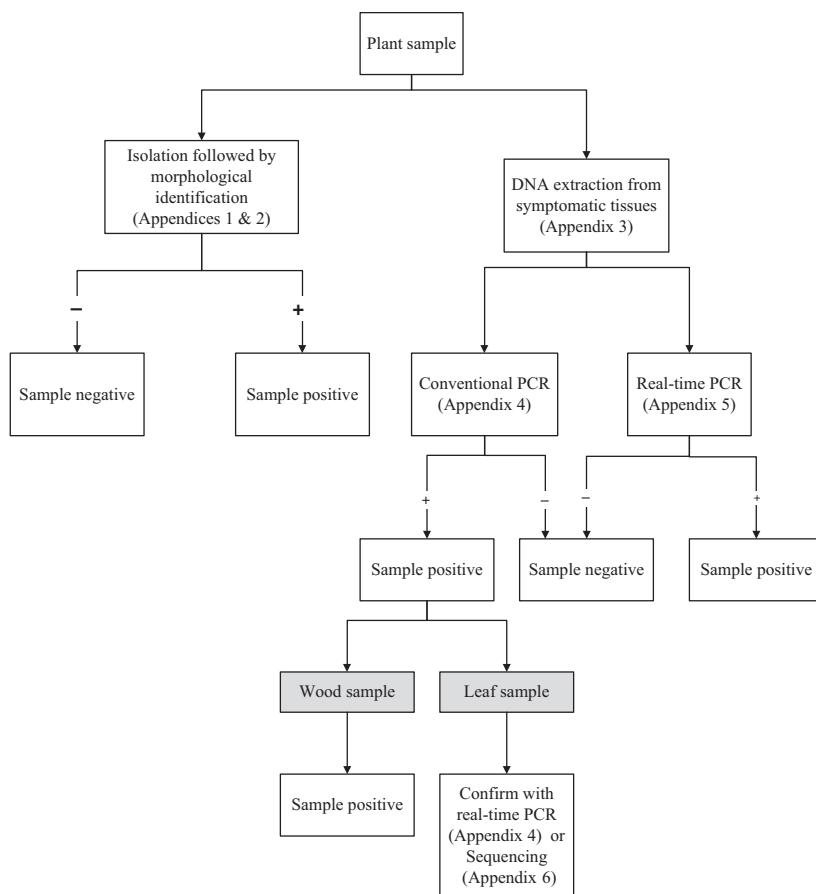 Plant sample
Isolation followed by
morphological
identification
(Appendices 1 & 2)
DNA extraction from
symptomatic tissues
(Appendix 3)
–
+
Sample negative
Sample positive
Conventional PCR
(Appendix 4)
Real-time PCR
(Appendix 5)
+
–
–
+
Sample positive
Sample negative
Sample positive
Wood sample
Leaf sample
Sample positive
Confirm with
real-time PCR
(Appendix 4) or
Sequencing
(Appendix 6)